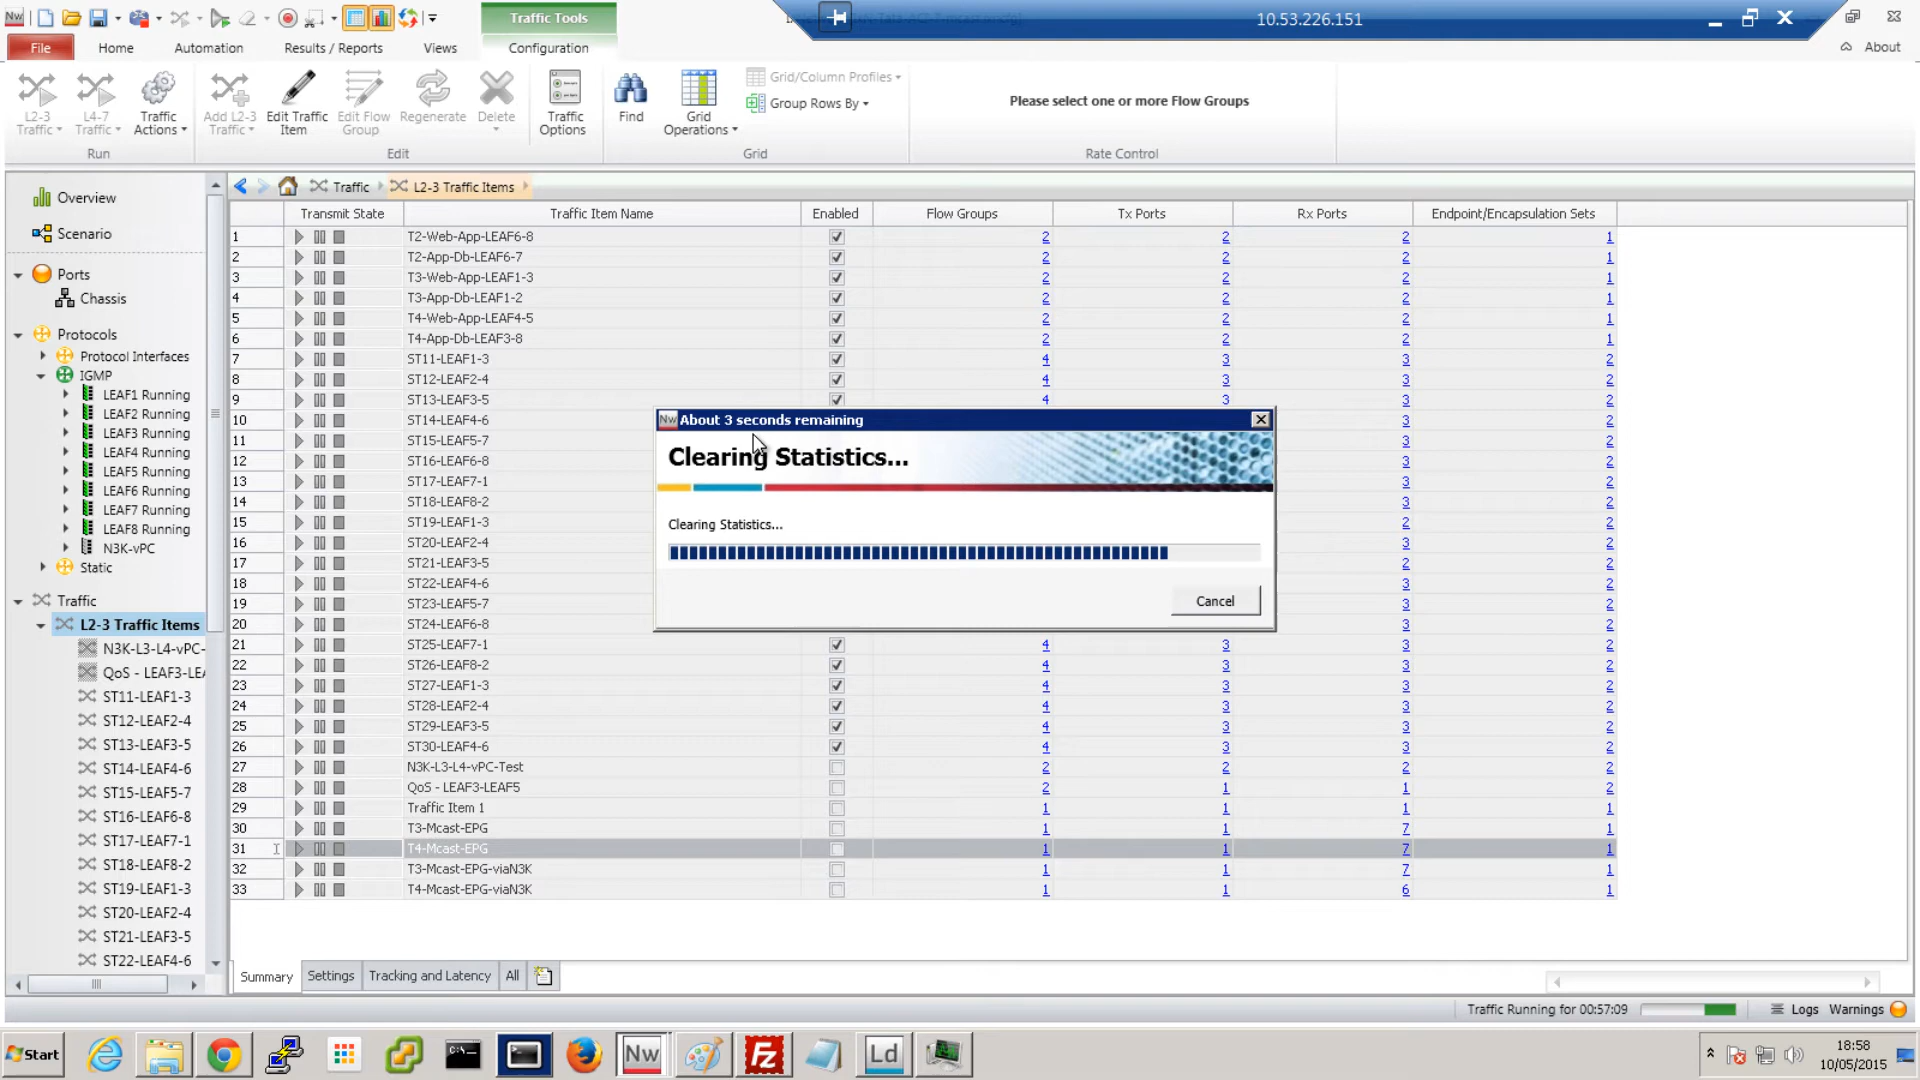 Nw
Traffic Tools
10.53.226.151
File Home Automation Results / Reports Views Configuration About
L2-3 Traffic
L4-7 Traffic
Traffic Actions
Add L2-3 Traffic
Edit Traffic Item
Edit Flow Group
Regenerate
Delete
Traffic Options
Find
Grid Operations
Grid/Column Profiles
Group Rows By
Please select one or more Flow Groups
Run Edit Grid Rate Control
Overview
Scenario
Ports
Chassis
Protocols
Protocol Interfaces
IGMP
LEAF1 Running
LEAF2 Running
LEAF3 Running
LEAF4 Running
LEAF5 Running
LEAF6 Running
LEAF7 Running
LEAF8 Running
N3K-vPC
Static
Traffic
L2-3 Traffic Items
N3K-L3-L4-vPC-
QoS - LEAF3-LEA
ST11-LEAF1-3
ST12-LEAF2-4
ST13-LEAF3-5
ST14-LEAF4-6
ST15-LEAF5-7
ST16-LEAF6-8
ST17-LEAF7-1
ST18-LEAF8-2
ST19-LEAF1-3
ST20-LEAF2-4
ST21-LEAF3-5
ST22-LEAF4-6
Traffic L2-3 Traffic Items
Transmit State Traffic Item Name Enabled Flow Groups Tx Ports Rx Ports Endpoint/Encapsulation Sets
1 T2-Web-App-LEAF6-8 2 2 2 1
2 T2-App-Db-LEAF6-7 2 2 2 1
3 T3-Web-App-LEAF1-3 2 2 2 1
4 T3-App-Db-LEAF1-2 2 2 2 1
5 T4-Web-App-LEAF4-5 2 2 2 1
6 T4-App-Db-LEAF3-8 2 2 2 1
7 ST11-LEAF1-3 4 3 3 2
8 ST12-LEAF2-4 4 3 3 2
9 ST13-LEAF3-5 4 3 3 2
10 ST14-LEAF4-6 3 2
11 ST15-LEAF5-7 3 2
12 ST16-LEAF6-8 3 2
13 ST17-LEAF7-1 3 2
14 ST18-LEAF8-2 3 2
15 ST19-LEAF1-3 2 2
16 ST20-LEAF2-4 3 2
17 ST21-LEAF3-5 2 2
18 ST22-LEAF4-6 3 2
19 ST23-LEAF5-7 3 2
20 ST24-LEAF6-8 3 2
21 ST25-LEAF7-1 4 3 3 2
22 ST26-LEAF8-2 4 3 3 2
23 ST27-LEAF1-3 4 3 3 2
24 ST28-LEAF2-4 4 3 3 2
25 ST29-LEAF3-5 4 3 3 2
26 ST30-LEAF4-6 4 3 3 2
27 N3K-L3-L4-vPC-Test 2 2 2 1
28 QoS - LEAF3-LEAF5 2 1 1 2
29 Traffic Item 1 1 1 1 1
30 T3-Mcast-EPG 1 1 7 1
31 T4-Mcast-EPG 1 1 7 1
32 T3-Mcast-EPG-viaN3K 1 1 7 1
33 T4-Mcast-EPG-viaN3K 1 1 6 1
Nw About 3 seconds remaining
Clearing Statistics...
Clearing Statistics...
Cancel
Summary Settings Tracking and Latency All
Traffic Running for 00:57:09 Logs Warnings
Start Nw Fz Ld
18:58
10/05/2015